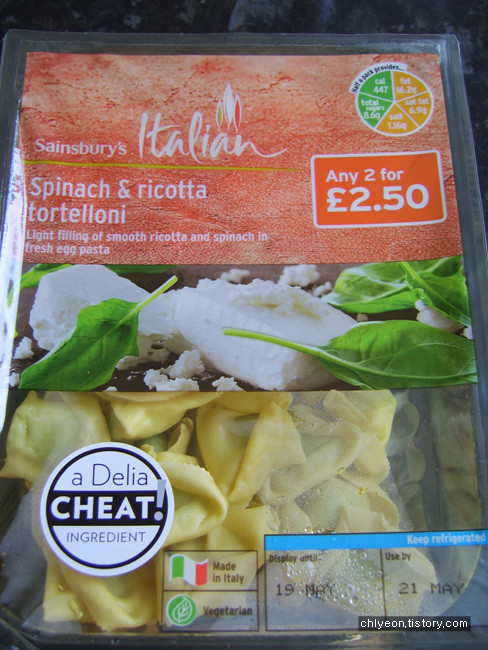 Half a pack provides...
cal
447
fat
16.2g
total
sugars
8.6g
sat fat
6.9g
salt
1.16g
Sainsbury's Italian
Spinach & ricotta
tortelloni
Light filling of smooth ricotta and spinach in
fresh egg pasta
Any 2 for
£2.50
a Delia
CHEAT!
INGREDIENT
Made
in Italy
Vegetarian
Keep refrigerated
Display until
19 MAY
Use by
21 MAY
chlyeon.tistory.com